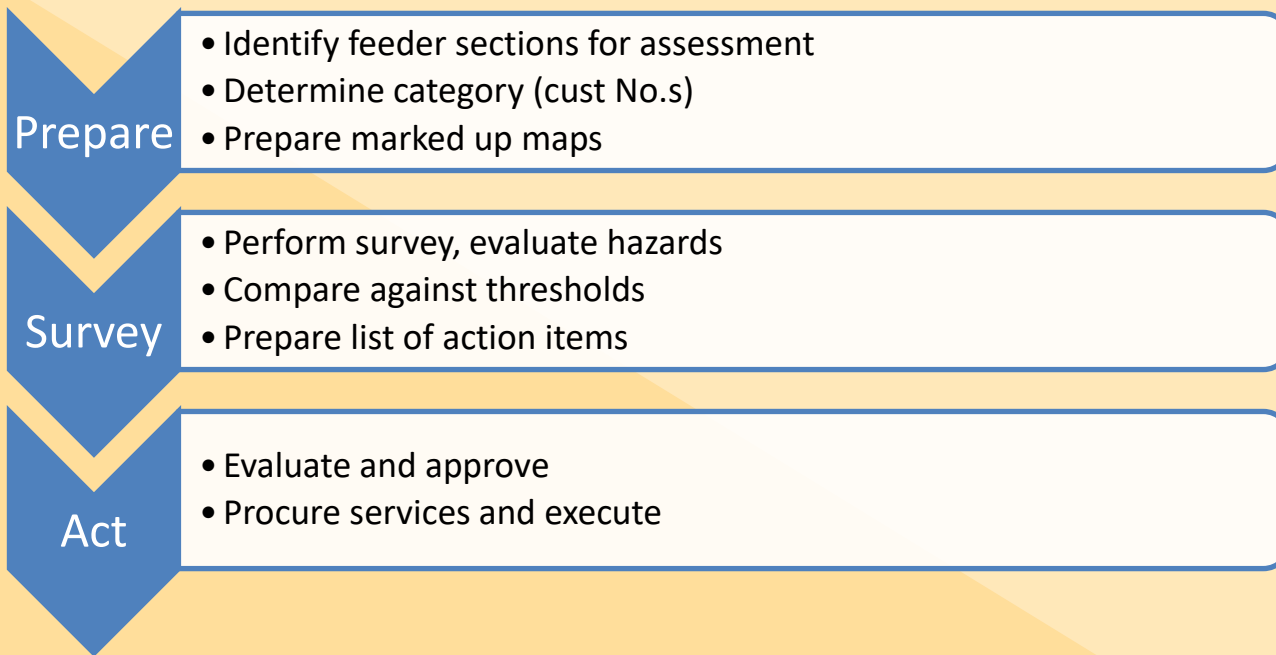 Prepare
• Identify feeder sections for assessment
• Determine category (cust No.s)
• Prepare marked up maps
Survey
• Perform survey, evaluate hazards
• Compare against thresholds
• Prepare list of action items
Act
• Evaluate and approve
• Procure services and execute